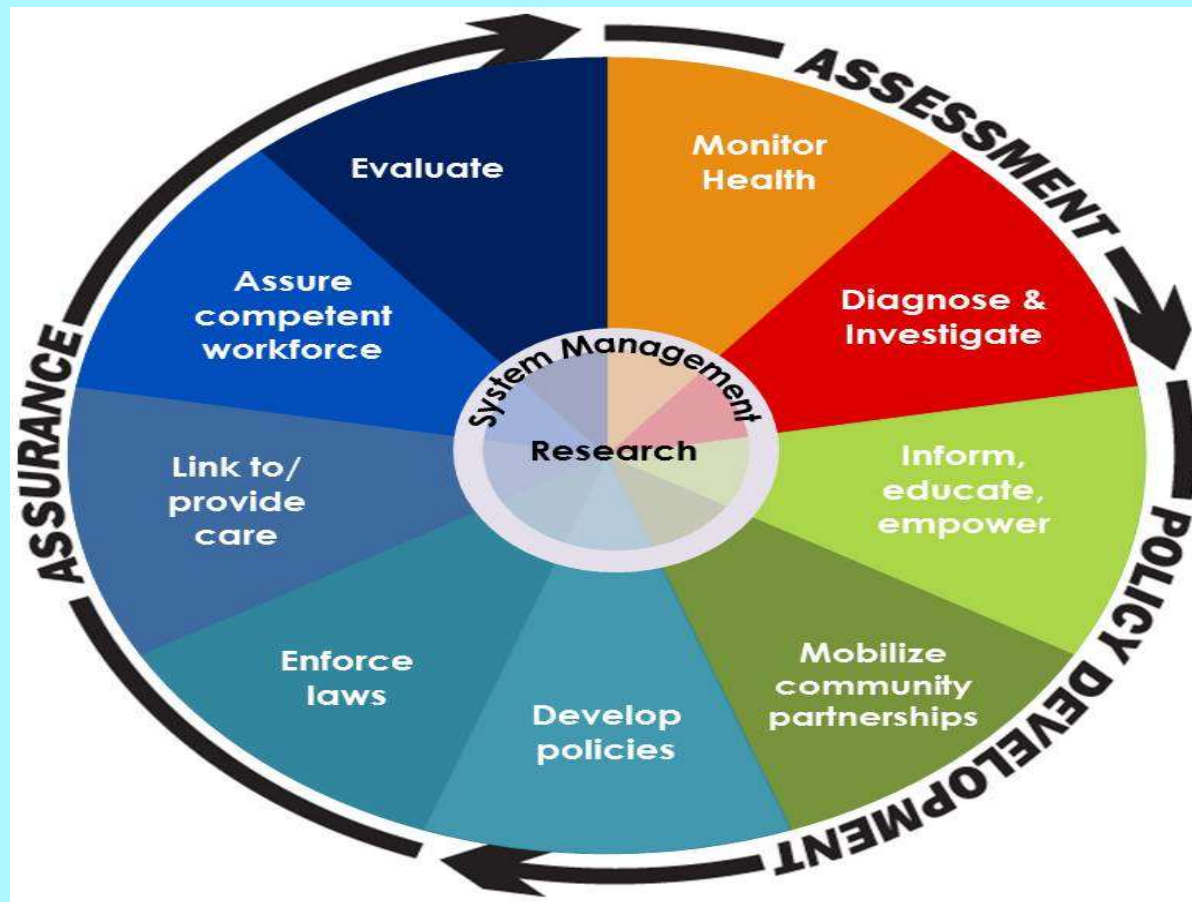 ASSESSMENT
Monitor
Health
Diagnose &
Investigate
Inform,
educate,
empower
POLICY DEVELOPMENT
Mobilize
community
partnerships
Develop
policies
Enforce
laws
ASSURANCE
Link to/
provide
care
Assure
competent
workforce
Evaluate
System Management
Research